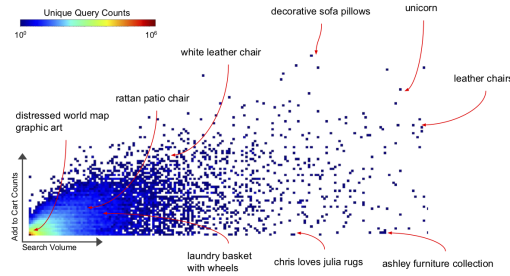 Unique Query Counts
10⁰
10⁶
decorative sofa pillows
unicorn
white leather chair
leather chairs
rattan patio chair
distressed world map
graphic art
Add to Cart Counts
Search Volume
laundry basket
with wheels
chris loves julia rugs
ashley furniture collection